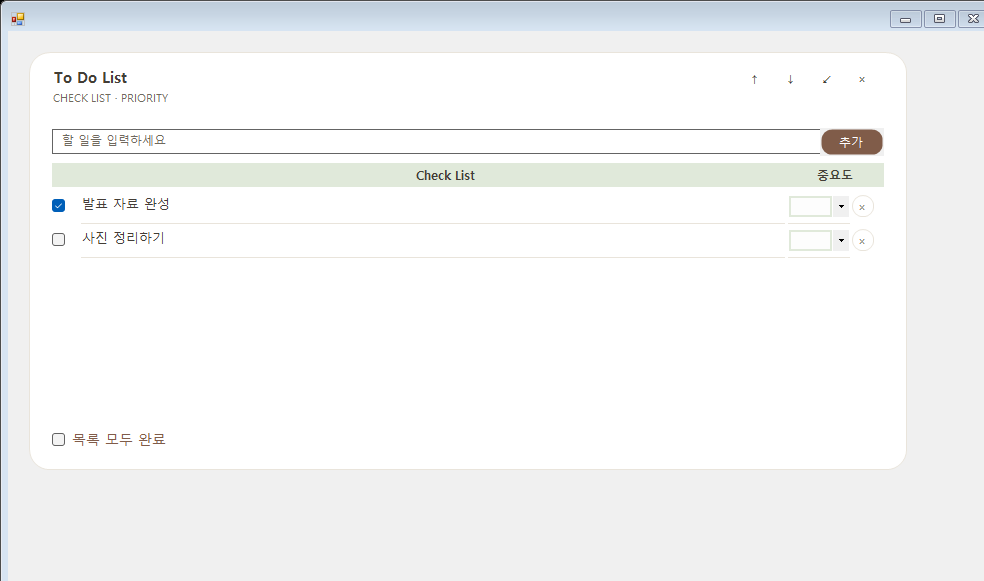 To Do List
↑ ↓ ↙ ×
CHECK LIST · PRIORITY
할 일을 입력하세요 추가
Check List 중요도
발표 자료 완성 ×
사진 정리하기 ×
목록 모두 완료